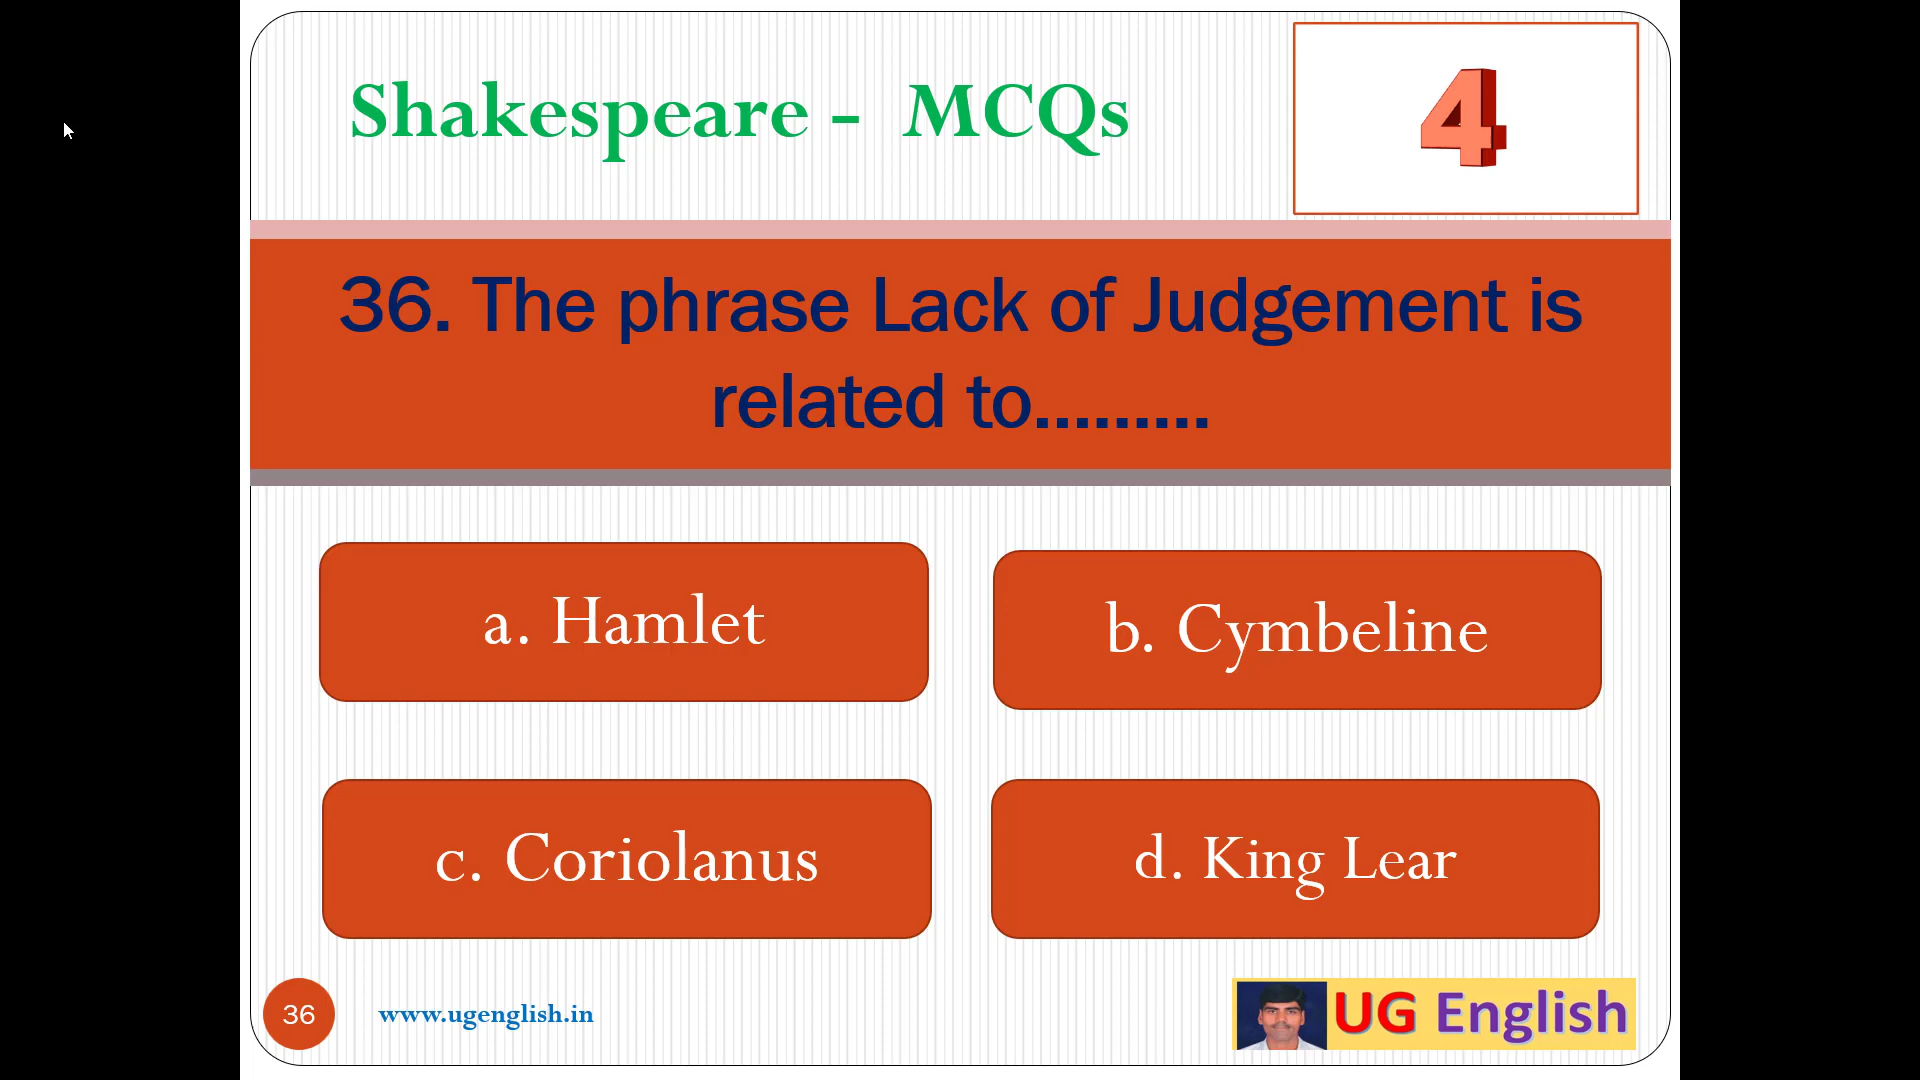 Shakespeare - MCQs
4
36. The phrase Lack of Judgement is
related to.........
a. Hamlet
b. Cymbeline
c. Coriolanus
d. King Lear
36
www.ugenglish.in
UG English